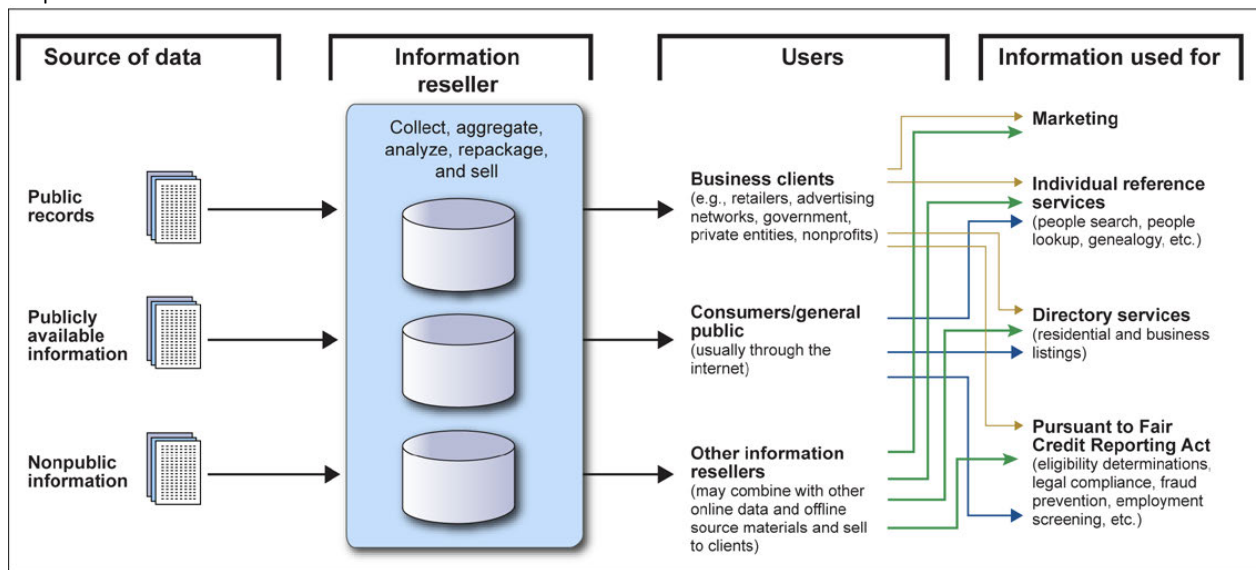 Source of data
Information
reseller
Users
Information used for
Collect, aggregate,
analyze, repackage,
and sell
Public
records
Publicly
available
information
Nonpublic
information
Business clients
(e.g., retailers, advertising
networks, government,
private entities, nonprofits)
Consumers/general
public
(usually through the
internet)
Other information
resellers
(may combine with other
online data and offline
source materials and sell
to clients)
Marketing
Individual reference
services
(people search, people
lookup, genealogy, etc.)
Directory services
(residential and business
listings)
Pursuant to Fair
Credit Reporting Act
(eligibility determinations,
legal compliance, fraud
prevention, employment
screening, etc.)